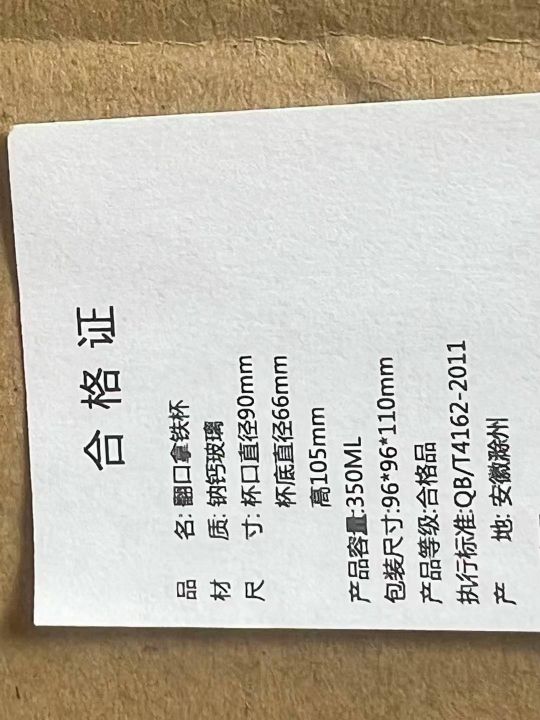 合格证
品 名: 翻口拿铁杯
材 质: 钠钙玻璃
尺 寸: 杯口直径90mm
杯底直径66mm
高105mm
产品容量:350ML
包装尺寸:96*96*110mm
产品等级:合格品
执行标准:QB/T4162-2011
产 地: 安徽滁州